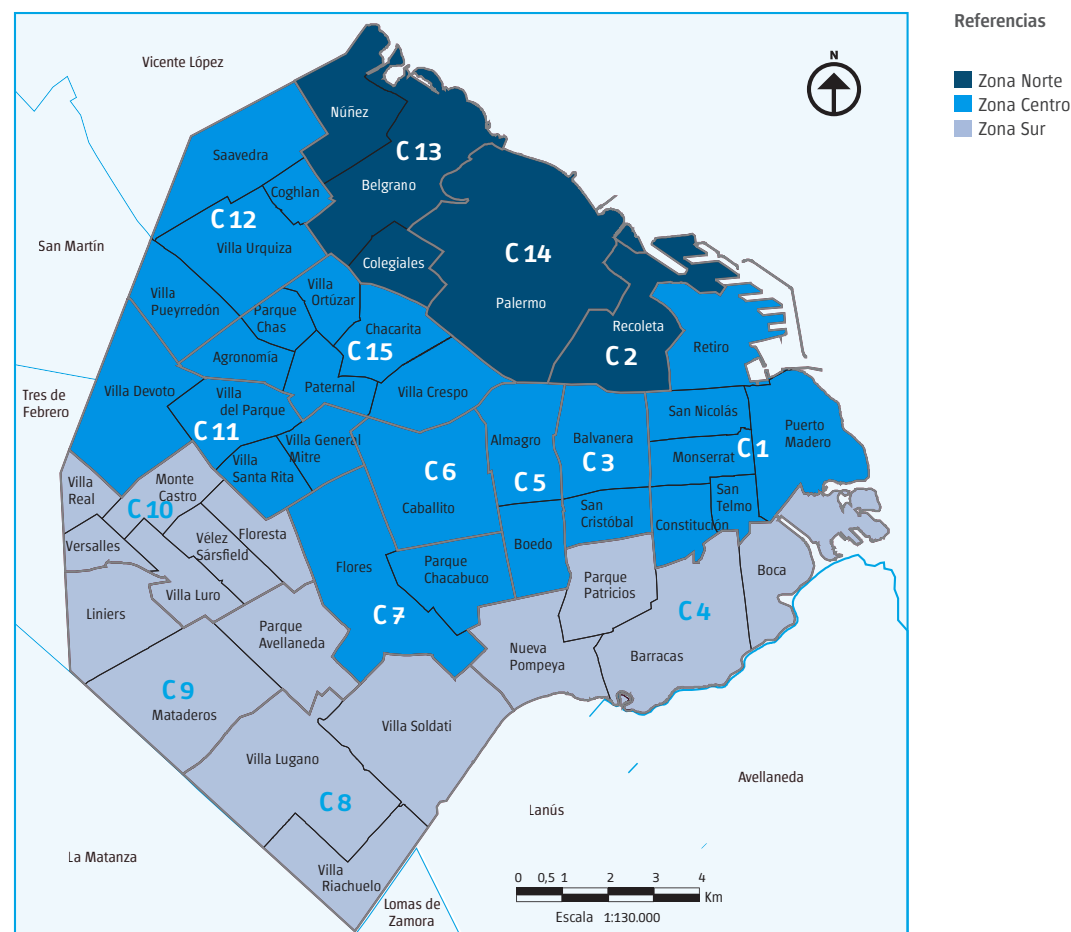 Referencias
Zona Norte
Zona Centro
Zona Sur
N
Vicente López
Núñez
C 13
Saavedra
Belgrano
Coghlan
C 12
San Martín
Villa Urquiza
C 14
Colegiales
Villa
Ortúzar
Villa
Pueyrredón
Palermo
Parque
Chas
Recoleta
Chacarita
C 15
Retiro
Agronomía
C 2
Villa Devoto
Paternal
Villa Crespo
Tres de
Febrero
Villa
del Parque
San Nicolás
Puerto
Madero
C 11
Villa General
Mitre
Almagro
Balvanera
C 1
Monserrat
C 6
C 3
Villa
Santa Rita
C 5
Villa
Real
Monte
Castro
C 10
San
Telmo
Caballito
San
Cristóbal
Constitución
Versalles
Vélez
Sársfield
Floresta
Boedo
Flores
Parque
Chacabuco
Boca
Villa Luro
Parque
Patricios
Liniers
C 7
C 4
Parque
Avellaneda
Nueva
Pompeya
Barracas
C 9
Mataderos
Villa Soldati
Villa Lugano
Avellaneda
C 8
Lanús
La Matanza
Villa
Riachuelo
0 0,5 1 2 3 4
Km
Escala 1:130.000
Lomas de
Zamora